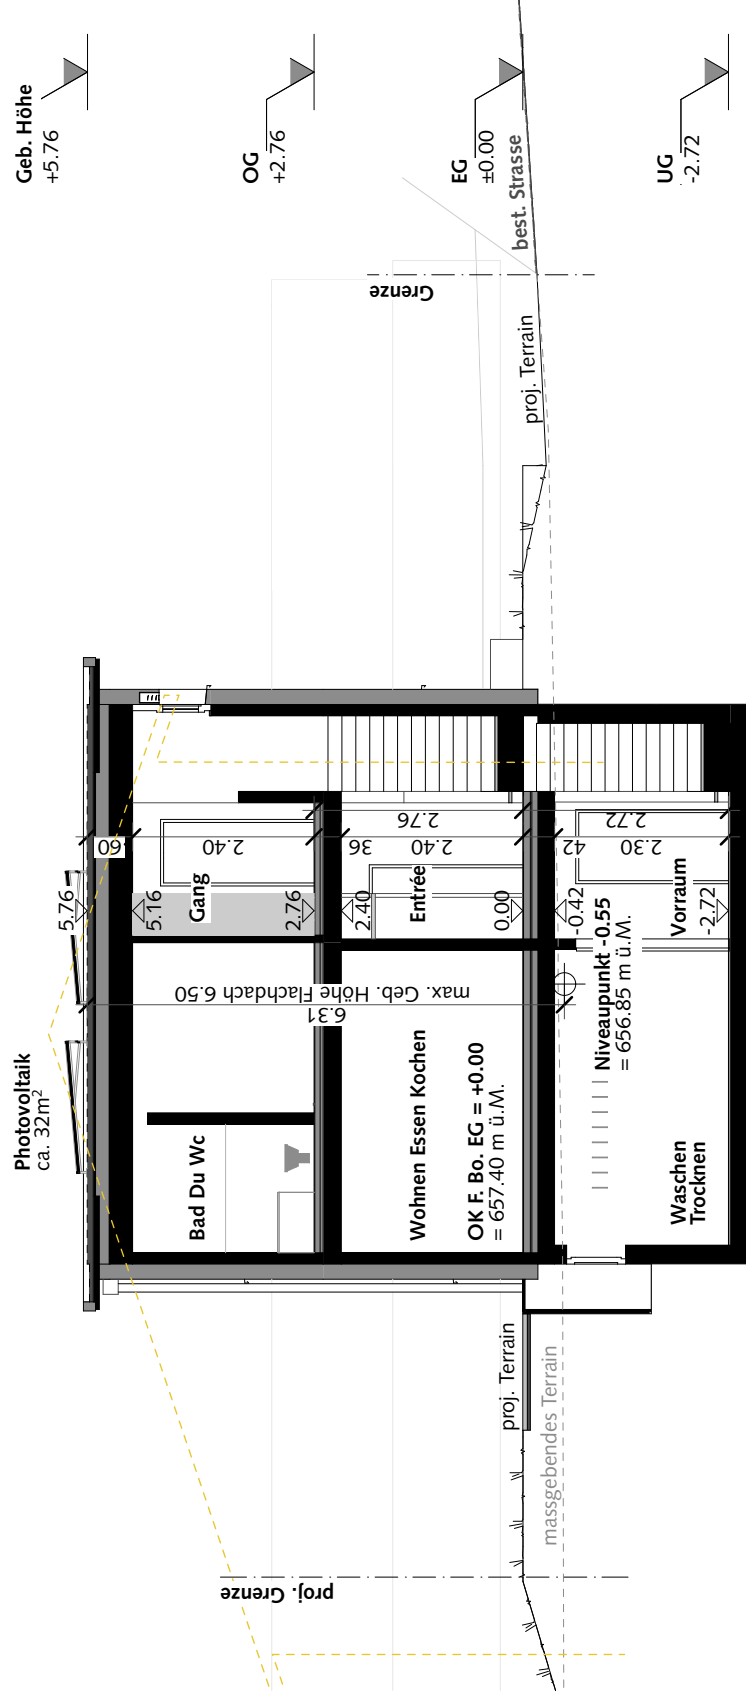 Geb. Höhe
+5.76
OG
+2.76
EG
±0.00
UG
-2.72
best. Strasse
Grenze
proj. Terrain
Photovoltaik
ca. 32m²
5.76
60
5.16
2.40
Gang
2.76
36
2.40
2.40
2.76
Entrée
0.00
42
-0.42
2.30
2.72
Vorraum
-2.72
max. Geb. Höhe Flachdach 6.50
6.31
Niveaupunkt -0.55
= 656.85 m ü.M.
Bad Du Wc
Wohnen Essen Kochen
OK F. Bo. EG = +0.00
= 657.40 m ü.M.
Waschen
Trocknen
proj. Terrain
massgebendes Terrain
proj. Grenze